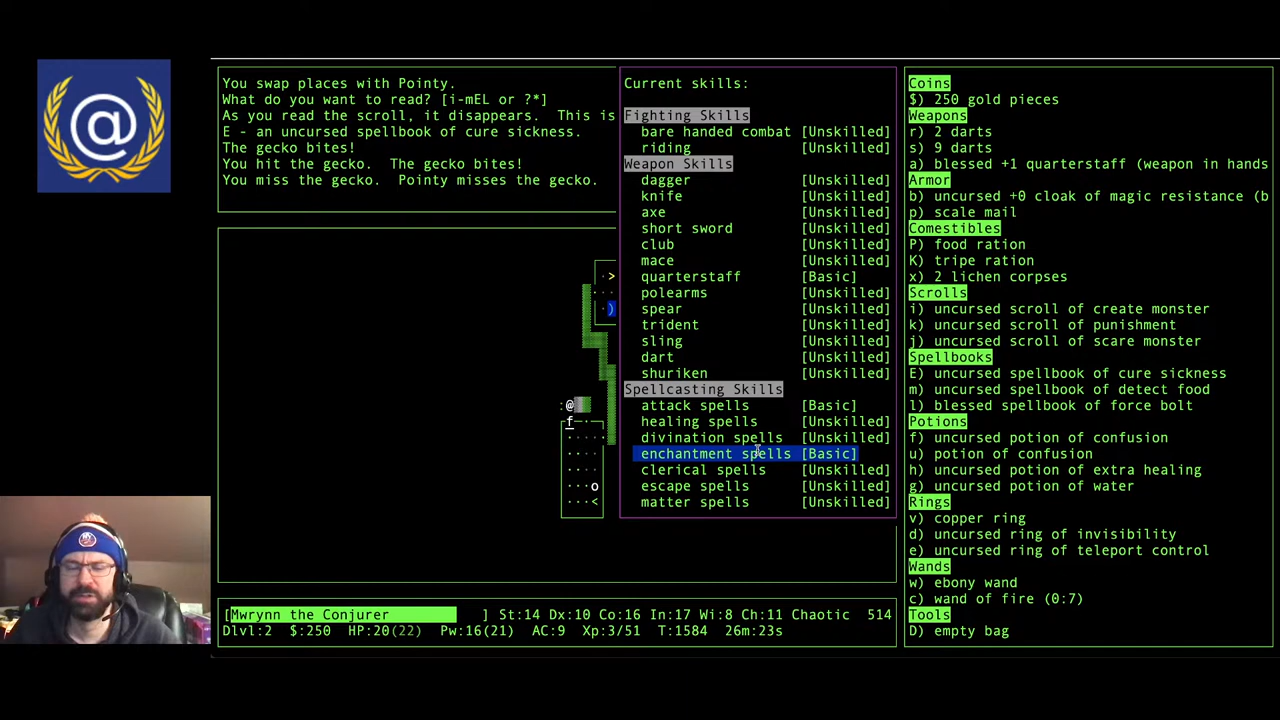 @
You swap places with Pointy.
What do you want to read? [i-mEL or ?*]
As you read the scroll, it disappears.  This is
E - an uncursed spellbook of cure sickness.
The gecko bites!
You hit the gecko.  The gecko bites!
You miss the gecko.  Pointy misses the gecko.
·>
····
·)
:@
f-·-·
·····
····
····
···o
···<
Current skills:
Fighting Skills
bare handed combat [Unskilled]
riding [Unskilled]
Weapon Skills
dagger [Unskilled]
knife [Unskilled]
axe [Unskilled]
short sword [Unskilled]
club [Unskilled]
mace [Unskilled]
quarterstaff [Basic]
polearms [Unskilled]
spear [Unskilled]
trident [Unskilled]
sling [Unskilled]
dart [Unskilled]
shuriken [Unskilled]
Spellcasting Skills
attack spells [Basic]
healing spells [Unskilled]
divination spells [Unskilled]
enchantment spells [Basic]
clerical spells [Unskilled]
escape spells [Unskilled]
matter spells [Unskilled]
[Mwrynn the Conjurer ] St:14 Dx:10 Co:16 In:17 Wi:8 Ch:11 Chaotic 514
Dlvl:2 $:250 HP:20(22) Pw:16(21) AC:9 Xp:3/51 T:1584 26m:23s
Coins
$) 250 gold pieces
Weapons
r) 2 darts
s) 9 darts
a) blessed +1 quarterstaff (weapon in hands
Armor
b) uncursed +0 cloak of magic resistance (b
p) scale mail
Comestibles
P) food ration
K) tripe ration
x) 2 lichen corpses
Scrolls
i) uncursed scroll of create monster
k) uncursed scroll of punishment
j) uncursed scroll of scare monster
Spellbooks
E) uncursed spellbook of cure sickness
m) uncursed spellbook of detect food
l) blessed spellbook of force bolt
Potions
f) uncursed potion of confusion
u) potion of confusion
h) uncursed potion of extra healing
g) uncursed potion of water
Rings
v) copper ring
d) uncursed ring of invisibility
e) uncursed ring of teleport control
Wands
w) ebony wand
c) wand of fire (0:7)
Tools
D) empty bag